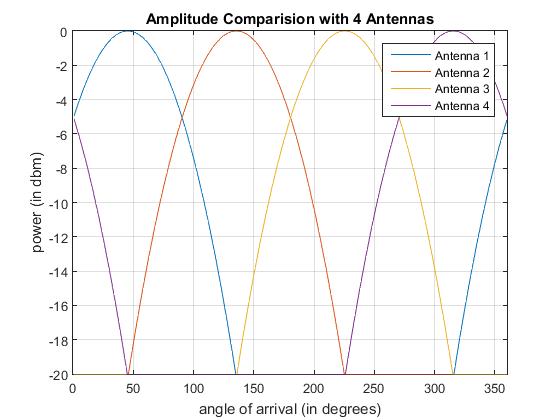 Amplitude Comparision with 4 Antennas
0
-2
-4
-6
-8
-10
-12
-14
-16
-18
-20
power (in dbm)
Antenna 1
Antenna 2
Antenna 3
Antenna 4
0 50 100 150 200 250 300 350
angle of arrival (in degrees)